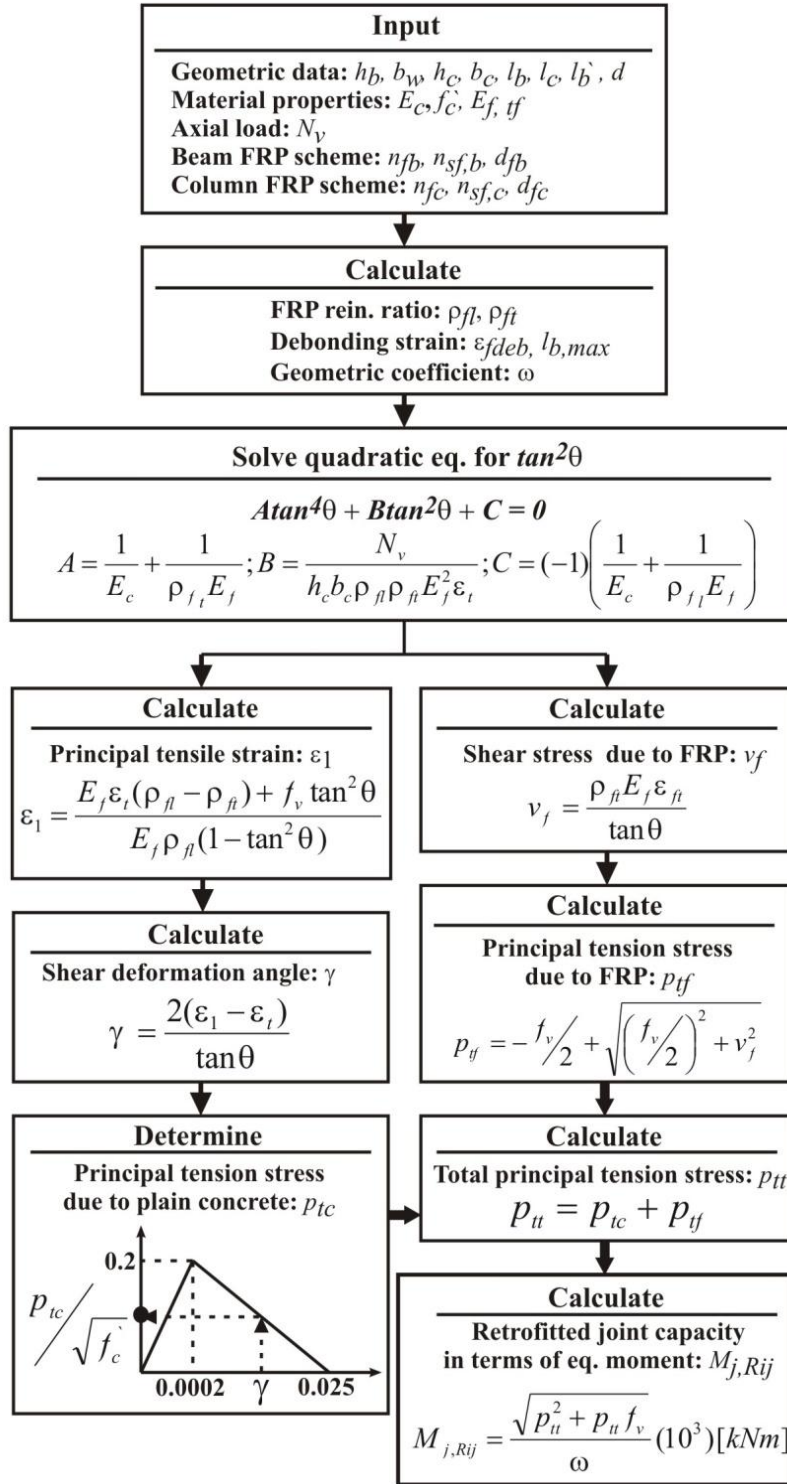 Input
Geometric data: h_b, b_w, h_c, b_c, l_b, l_c, l_b`, d
Material properties: E_c, f_c`, E_f, tf
Axial load: N_v
Beam FRP scheme: n_fb, n_sf,b, d_fb
Column FRP scheme: n_fc, n_sf,c, d_fc
Calculate
FRP rein. ratio: ρ_fl, ρ_ft
Debonding strain: ε_fdeb, l_b,max
Geometric coefficient: ω
Solve quadratic eq. for tan²θ
Atan⁴θ + Btan²θ + C = 0
A = 1/E_c + 1/(ρ_ft E_f); B = N_v/(h_c b_c ρ_fl ρ_ft E_f² ε_t); C = (-1)(1/E_c + 1/(ρ_fl E_f))
Calculate
Principal tensile strain: ε₁
ε₁ = (E_f ε_t (ρ_fl − ρ_ft) + f_v tan²θ)/(E_f ρ_fl (1 − tan²θ))
Calculate
Shear stress due to FRP: v_f
v_f = (ρ_ft E_f ε_ft)/tanθ
Calculate
Shear deformation angle: γ
γ = 2(ε₁ − ε_t)/tanθ
Calculate
Principal tension stress
due to FRP: p_tf
p_tf = − f_v/2 + √((f_v/2)² + v_f²)
Determine
Principal tension stress
due to plain concrete: p_tc
0.2
p_tc/√f_c`
0.0002 γ 0.025
Calculate
Total principal tension stress: p_tt
p_tt = p_tc + p_tf
Calculate
Retrofitted joint capacity
in terms of eq. moment: M_j,Rij
M_j,Rij = √(p_tt² + p_tt f_v)/ω (10³)[kNm]